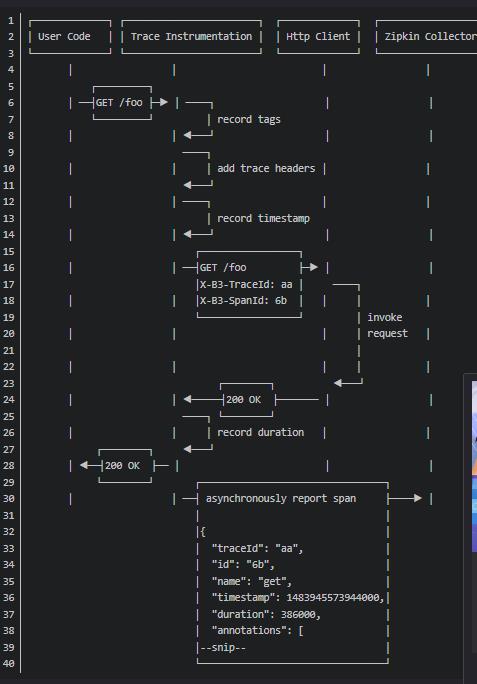 1
2 User Code Trace Instrumentation Http Client Zipkin Collector
3
4
5
6 GET /foo
7 record tags
8
9
10 add trace headers
11
12
13 record timestamp
14
15
16 GET /foo
17 X-B3-TraceId: aa
18 X-B3-SpanId: 6b
19 invoke
20 request
21
22
23
24 200 OK
25
26 record duration
27
28 200 OK
29
30 asynchronously report span
31
32 {
33 "traceId": "aa",
34 "id": "6b",
35 "name": "get",
36 "timestamp": 1483945573944000,
37 "duration": 386000,
38 "annotations": [
39 --snip--
40